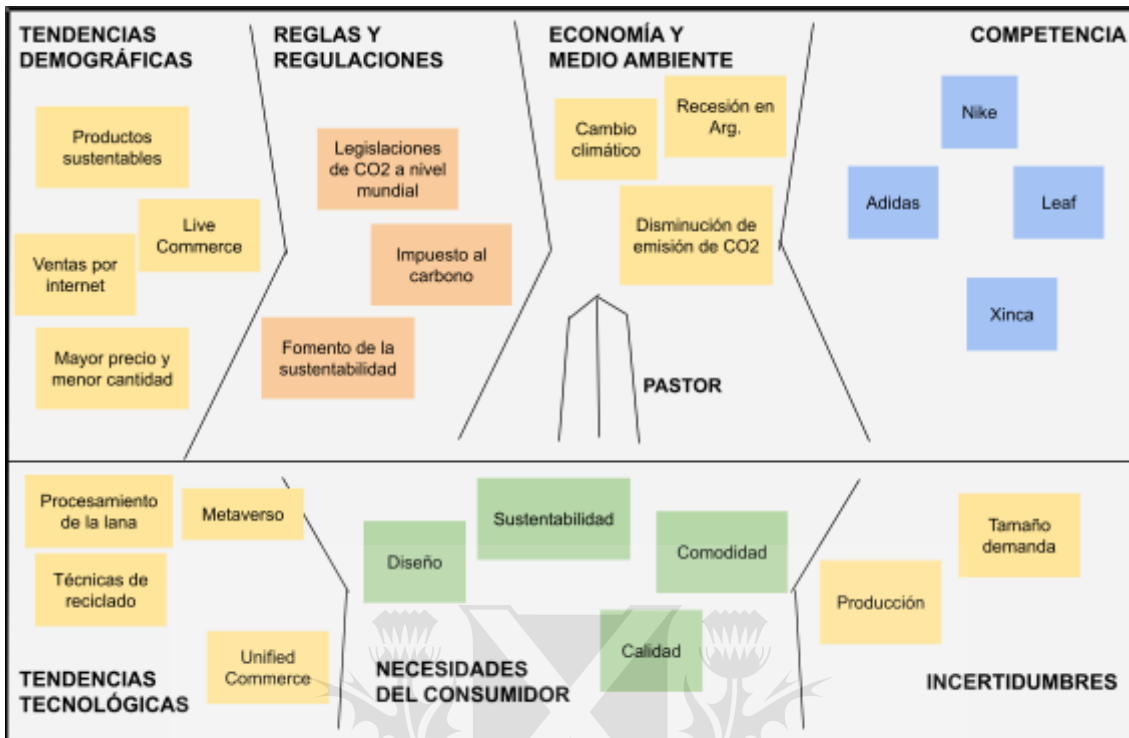 TENDENCIAS
DEMOGRÁFICAS
Productos
sustentables
Live
Commerce
Ventas por
internet
Mayor precio y
menor cantidad
REGLAS Y
REGULACIONES
Legislaciones
de CO2 a nivel
mundial
Impuesto al
carbono
Fomento de la
sustentabilidad
ECONOMÍA Y
MEDIO AMBIENTE
Cambio
climático
Recesión en
Arg.
Disminución de
emisión de CO2
PASTOR
COMPETENCIA
Nike
Adidas
Leaf
Xinca
Procesamiento
de la lana
Metaverso
Técnicas de
reciclado
Unified
Commerce
TENDENCIAS
TECNOLÓGICAS
Diseño
Sustentabilidad
Comodidad
Calidad
NECESIDADES
DEL CONSUMIDOR
Tamaño
demanda
Producción
INCERTIDUMBRES